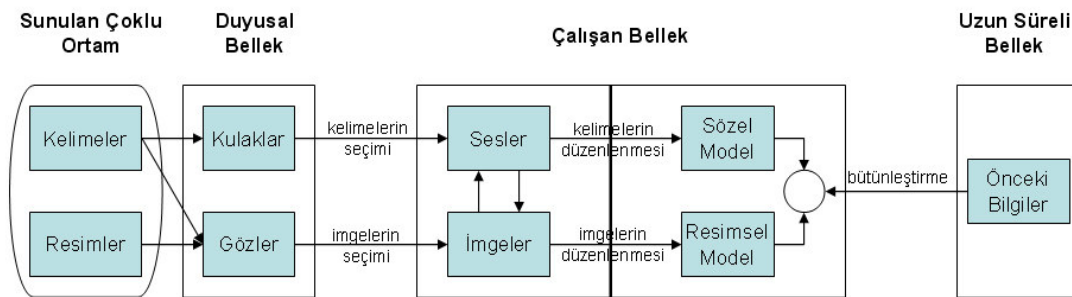 Sunulan Çoklu
Ortam
Duyusal
Bellek
Çalışan Bellek
Uzun Süreli
Bellek
Kelimeler
Kulaklar
kelimelerin
seçimi
Sesler
kelimelerin
düzenlenmesi
Sözel
Model
bütünleştirme
Önceki
Bilgiler
Resimler
Gözler
imgelerin
seçimi
İmgeler
imgelerin
düzenlenmesi
Resimsel
Model